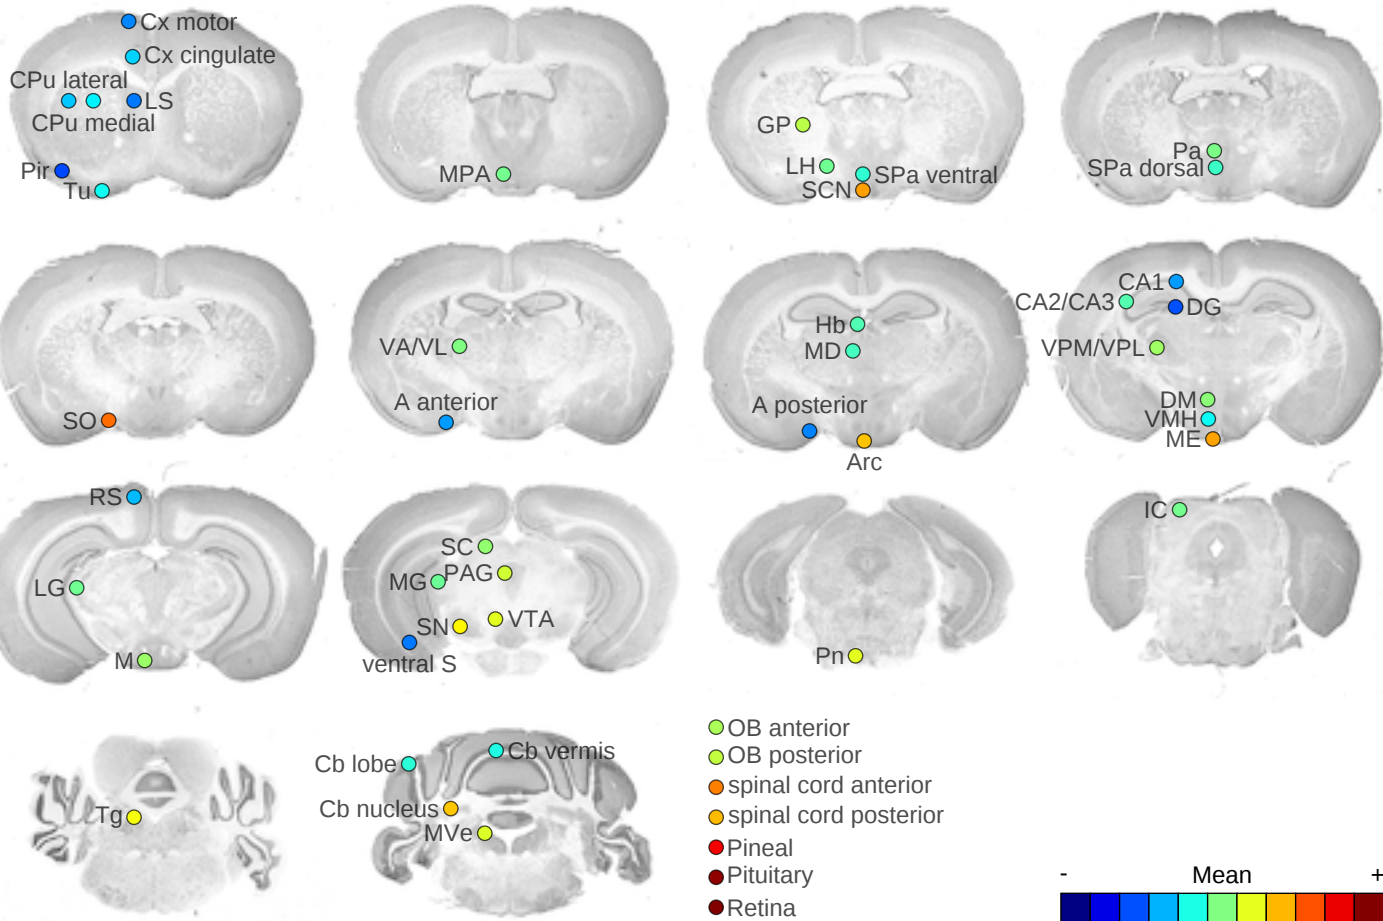 Cx motor
Cx cingulate
CPu lateral
LS
CPu medial
Pir
Tu
MPA
GP
LH
SPa ventral
SCN
Pa
SPa dorsal
SO
VA/VL
A anterior
Hb
MD
A posterior
Arc
CA1
CA2/CA3
DG
VPM/VPL
DM
VMH
ME
RS
LG
M
SC
MG
PAG
SN
VTA
ventral S
Pn
IC
Tg
Cb lobe
Cb vermis
Cb nucleus
MVe
OB anterior
OB posterior
spinal cord anterior
spinal cord posterior
Pineal
Pituitary
Retina
- Mean +